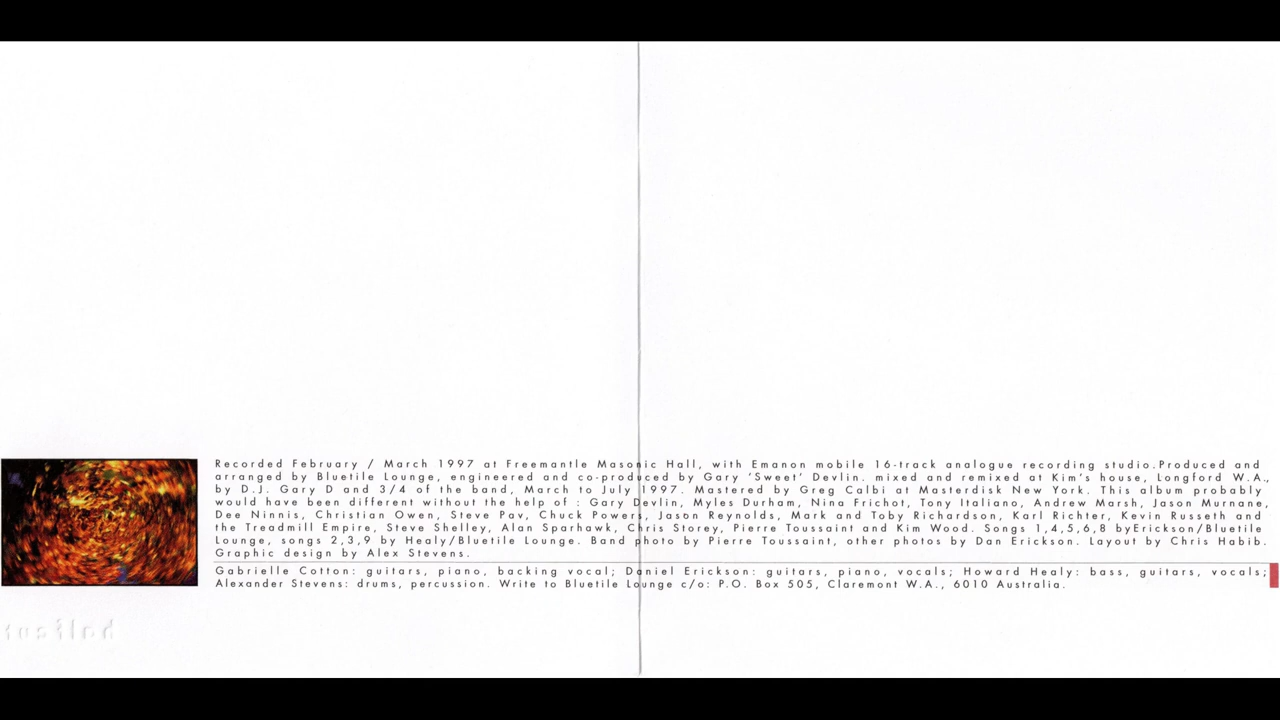 Recorded February / March 1997 at Freemantle Masonic Hall, with Emanon mobile 16-track analogue recording studio.Produced and
arranged by Bluetile Lounge, engineered and co-produced by Gary 'Sweet' Devlin. mixed and remixed at Kim's house, Longford W.A.,
by D.J. Gary D and 3/4 of the band, March to July 1997. Mastered by Greg Calbi at Masterdisk New York. This album probably
would have been different without the help of : Gary Devlin, Myles Durham, Nina Frichot, Tony Italiano, Andrew Marsh, Jason Murnane,
Dee Ninnis, Christian Owen, Steve Pav, Chuck Powers, Jason Reynolds, Mark and Toby Richardson, Karl Richter, Kevin Russeth and
the Treadmill Empire, Steve Shelley, Alan Sparhawk, Chris Storey, Pierre Toussaint and Kim Wood. Songs 1,4,5,6,8 byErickson/Bluetile
Lounge, songs 2,3,9 by Healy/Bluetile Lounge. Band photo by Pierre Toussaint, other photos by Dan Erickson. Layout by Chris Habib.
Graphic design by Alex Stevens.
Gabrielle Cotton: guitars, piano, backing vocal; Daniel Erickson: guitars, piano, vocals; Howard Healy: bass, guitars, vocals;
Alexander Stevens: drums, percussion. Write to Bluetile Lounge c/o: P.O. Box 505, Claremont W.A., 6010 Australia.